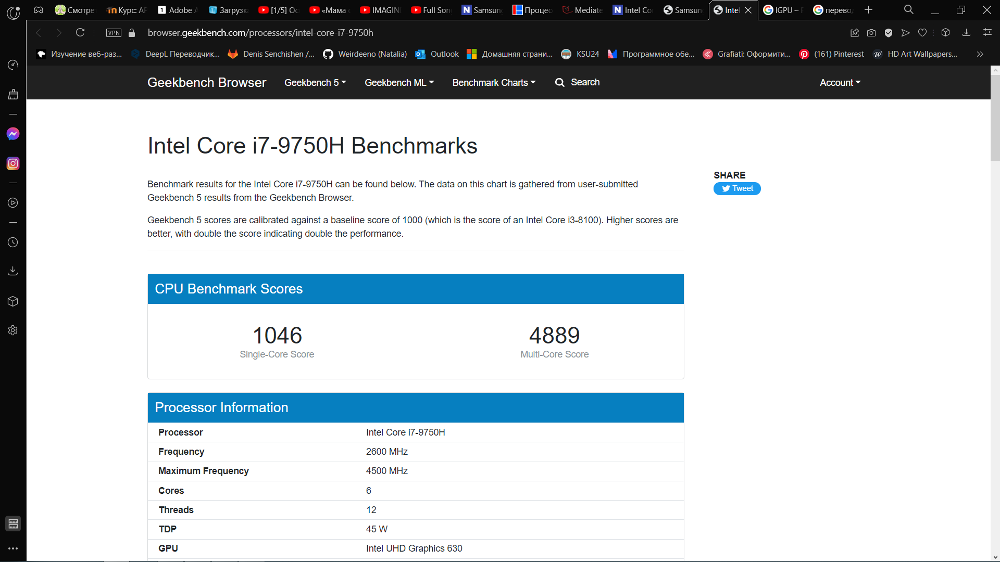 Смотре
Курс: AF
1 Adobe A
Загрузка
[1/5] Ос
«Мама
IMAGIN
Full Son
N Samsun
Процес
Mediate
N Intel Co
Samsun
Intel
IGPU –
перево
VPN
browser.geekbench.com/processors/intel-core-i7-9750h
Изучение веб-раз...
DeepL Переводчик...
Denis Senchishen /...
Weirdeeno (Natalia)
Outlook
Домашняя страни...
KSU24
Программное обе...
Grafiati: Оформити...
(161) Pinterest
HD Art Wallpapers...
Geekbench Browser
Geekbench 5
Geekbench ML
Benchmark Charts
Search
Account
Intel Core i7-9750H Benchmarks
Benchmark results for the Intel Core i7-9750H can be found below. The data on this chart is gathered from user-submitted
Geekbench 5 results from the Geekbench Browser.
Geekbench 5 scores are calibrated against a baseline score of 1000 (which is the score of an Intel Core i3-8100). Higher scores are
better, with double the score indicating double the performance.
SHARE
Tweet
CPU Benchmark Scores
1046
Single-Core Score
4889
Multi-Core Score
Processor Information
Processor Intel Core i7-9750H
Frequency 2600 MHz
Maximum Frequency 4500 MHz
Cores 6
Threads 12
TDP 45 W
GPU Intel UHD Graphics 630